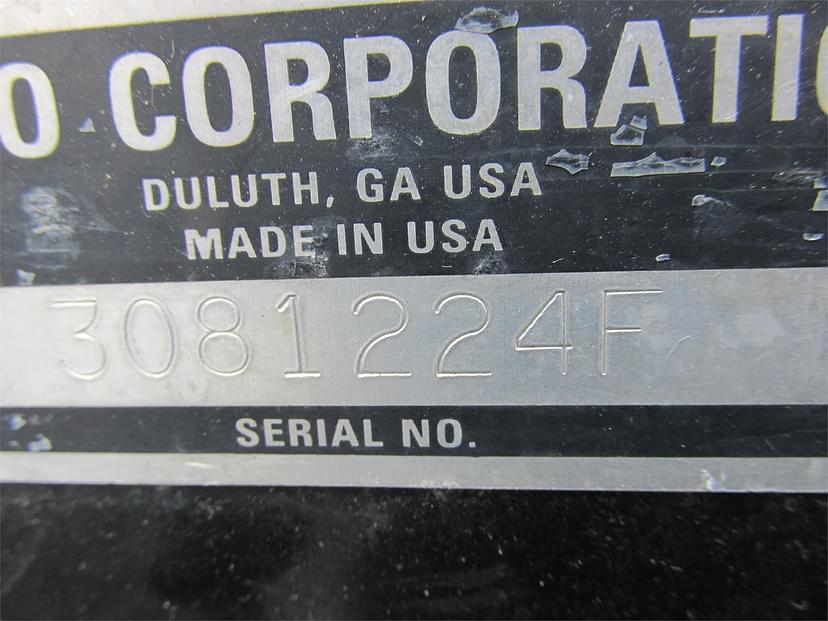 O CORPORATI
DULUTH, GA USA
MADE IN USA
3081224F
SERIAL NO.